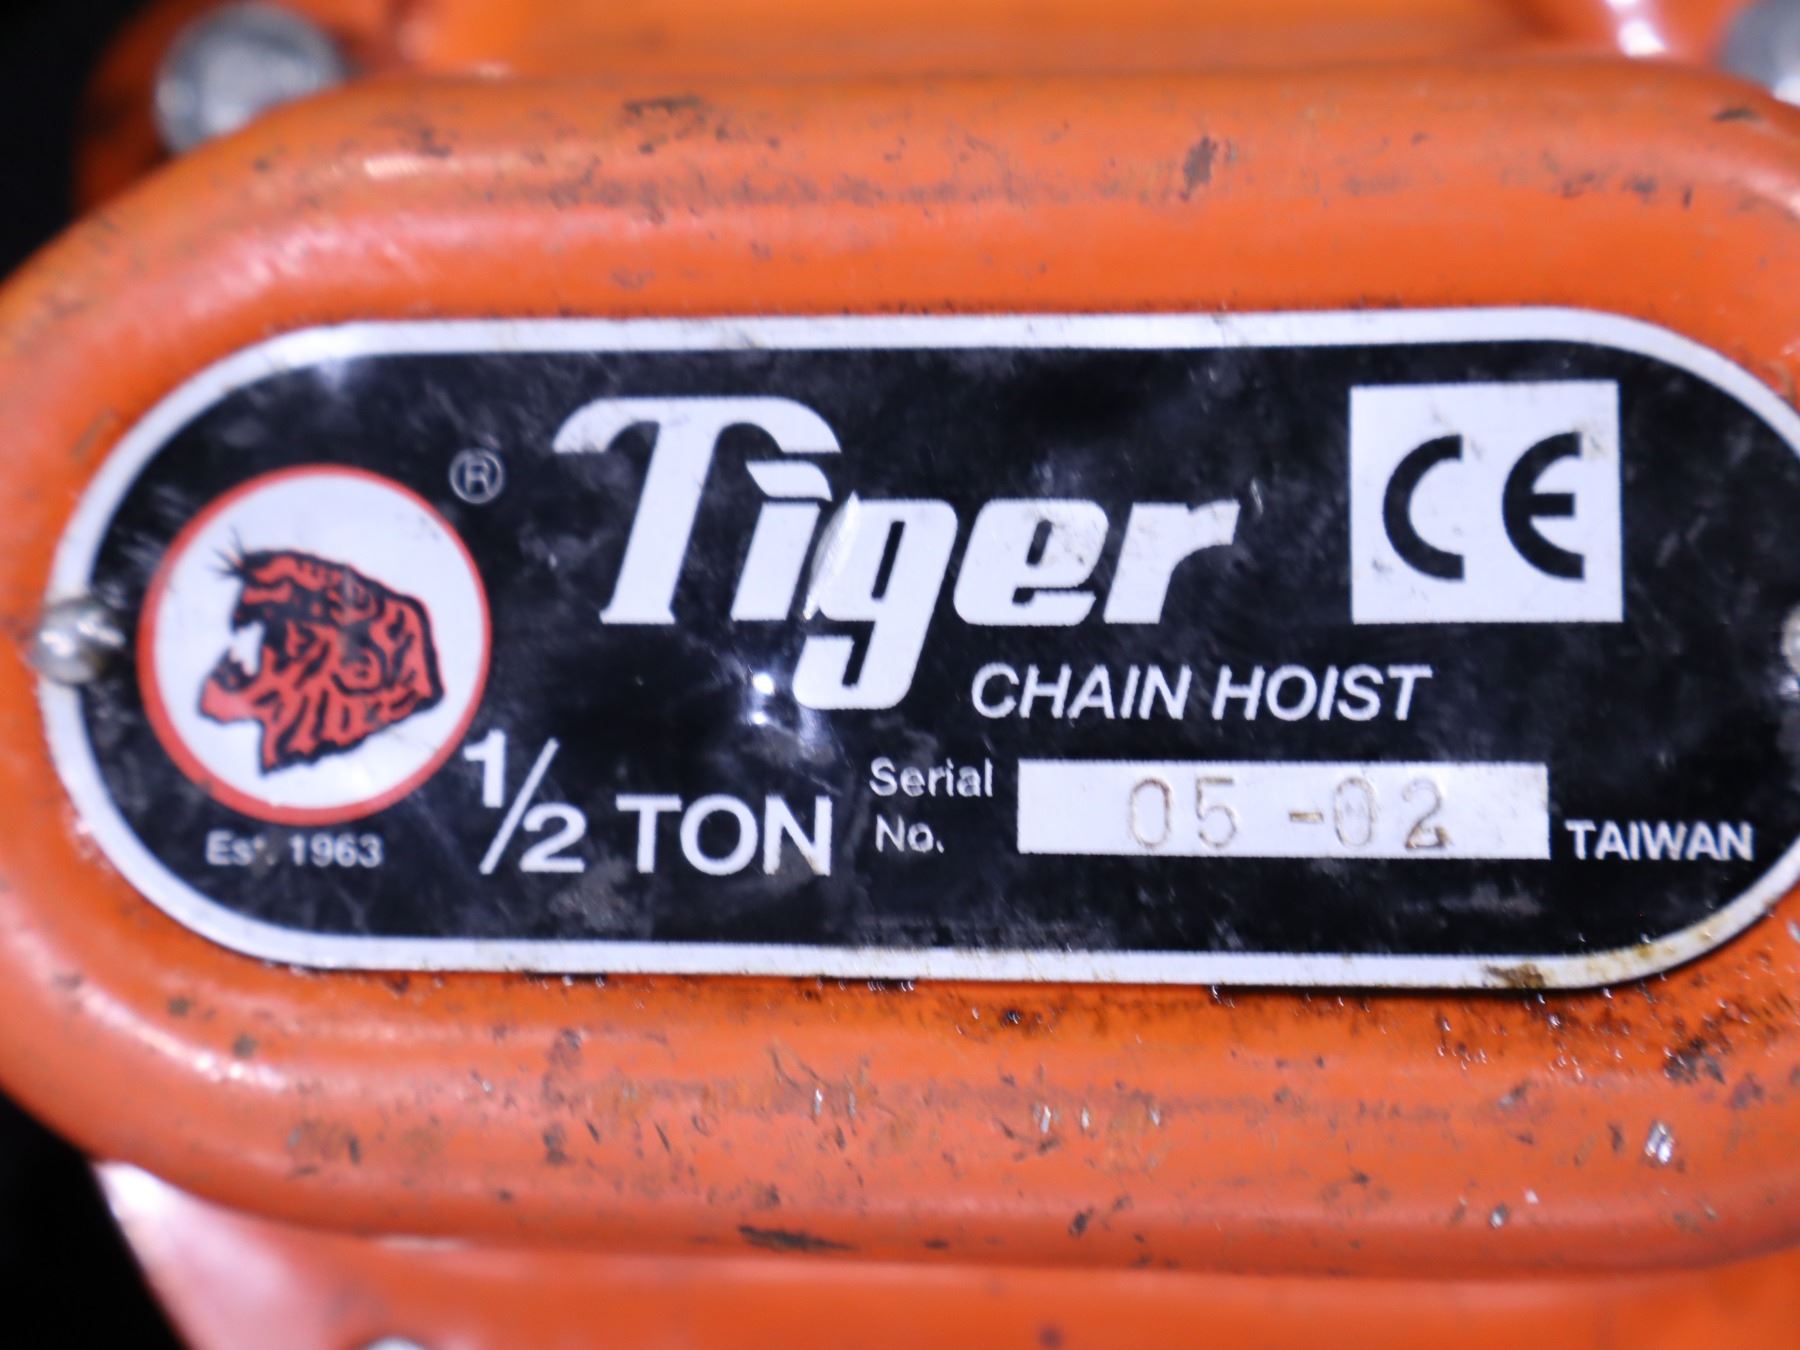 ® Tiger CE
CHAIN HOIST
1/2 TON Serial No. 05-02 TAIWAN
Est. 1963